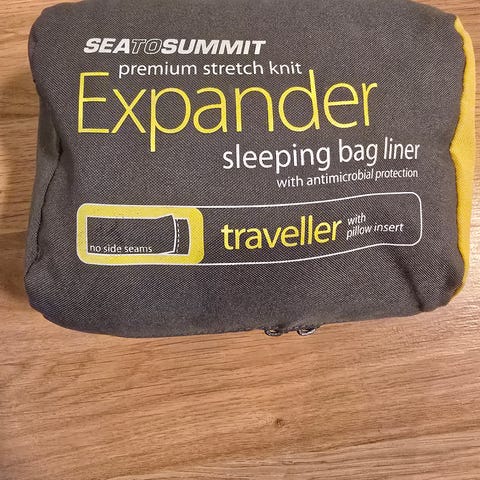 SEATOSUMMIT
premium stretch knit
Expander
sleeping bag liner
with antimicrobial protection
no side seams
traveller with pillow insert